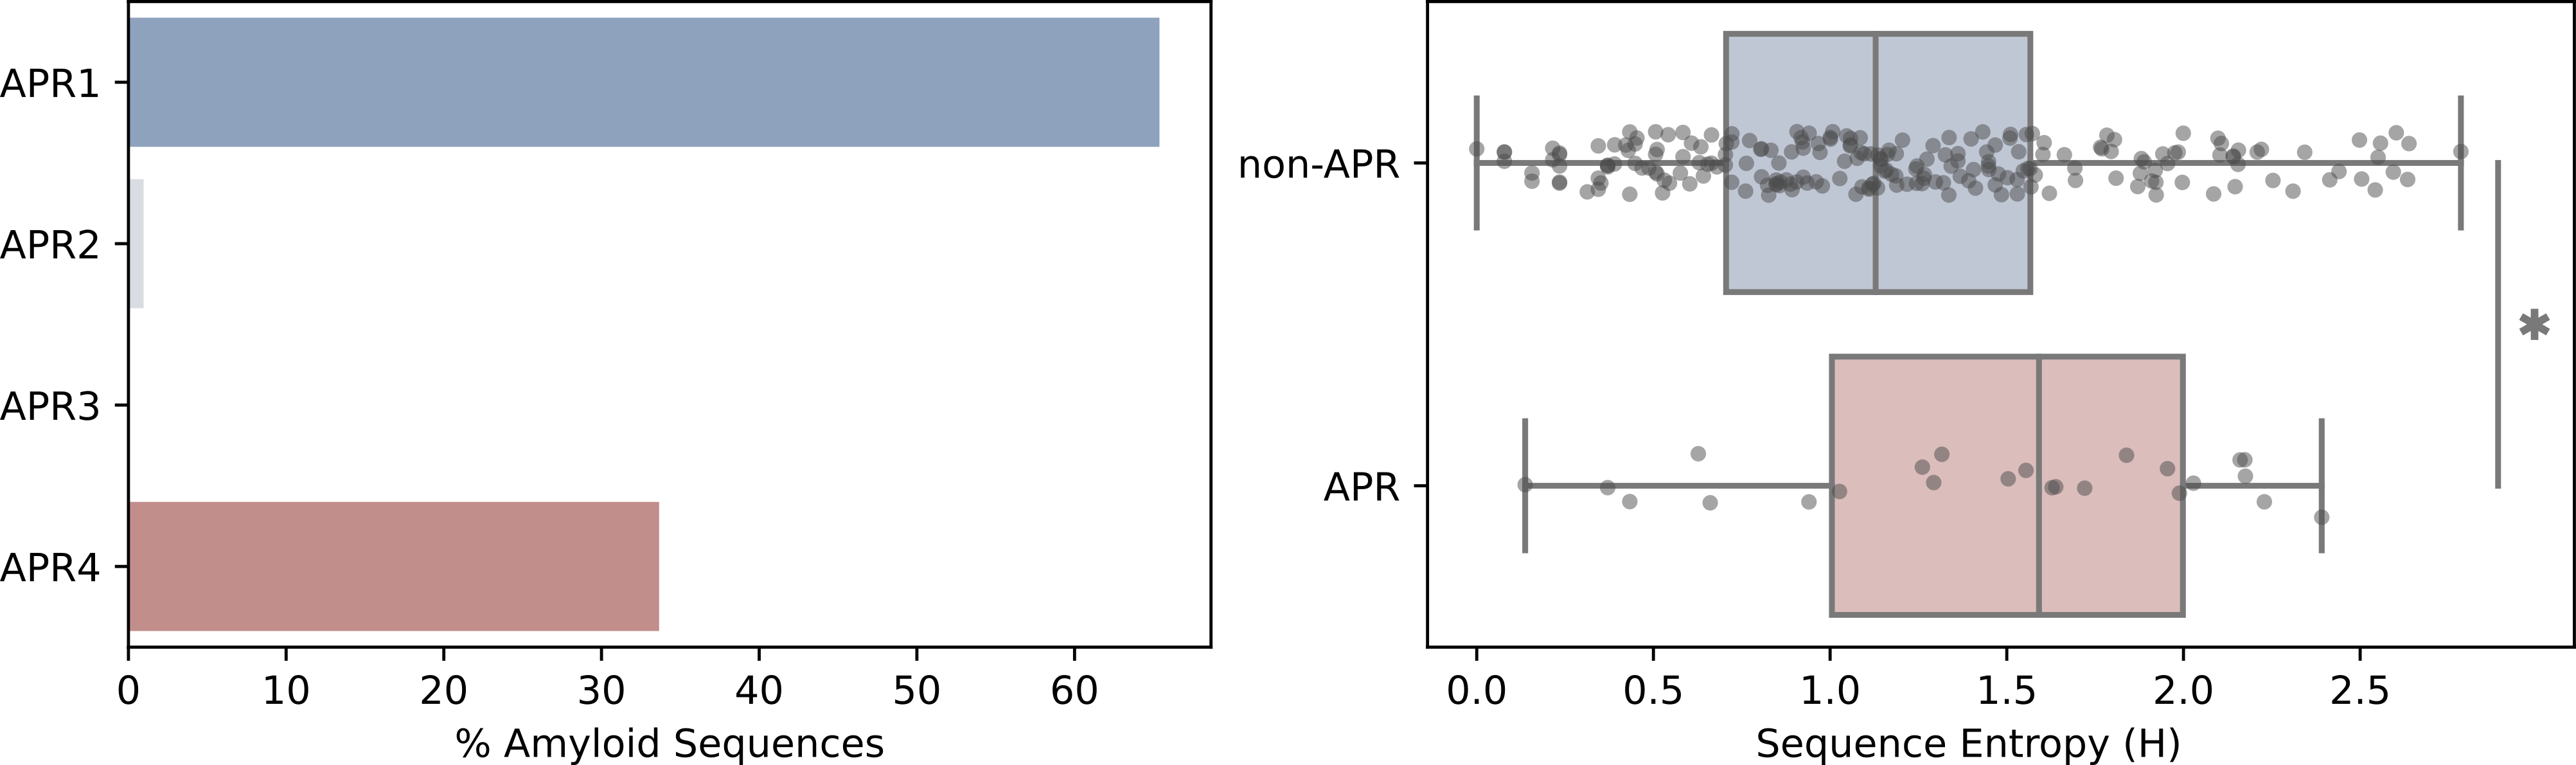 APR1
APR2
APR3
APR4
0 10 20 30 40 50 60
% Amyloid Sequences
non-APR
APR
*
0.0 0.5 1.0 1.5 2.0 2.5
Sequence Entropy (H)